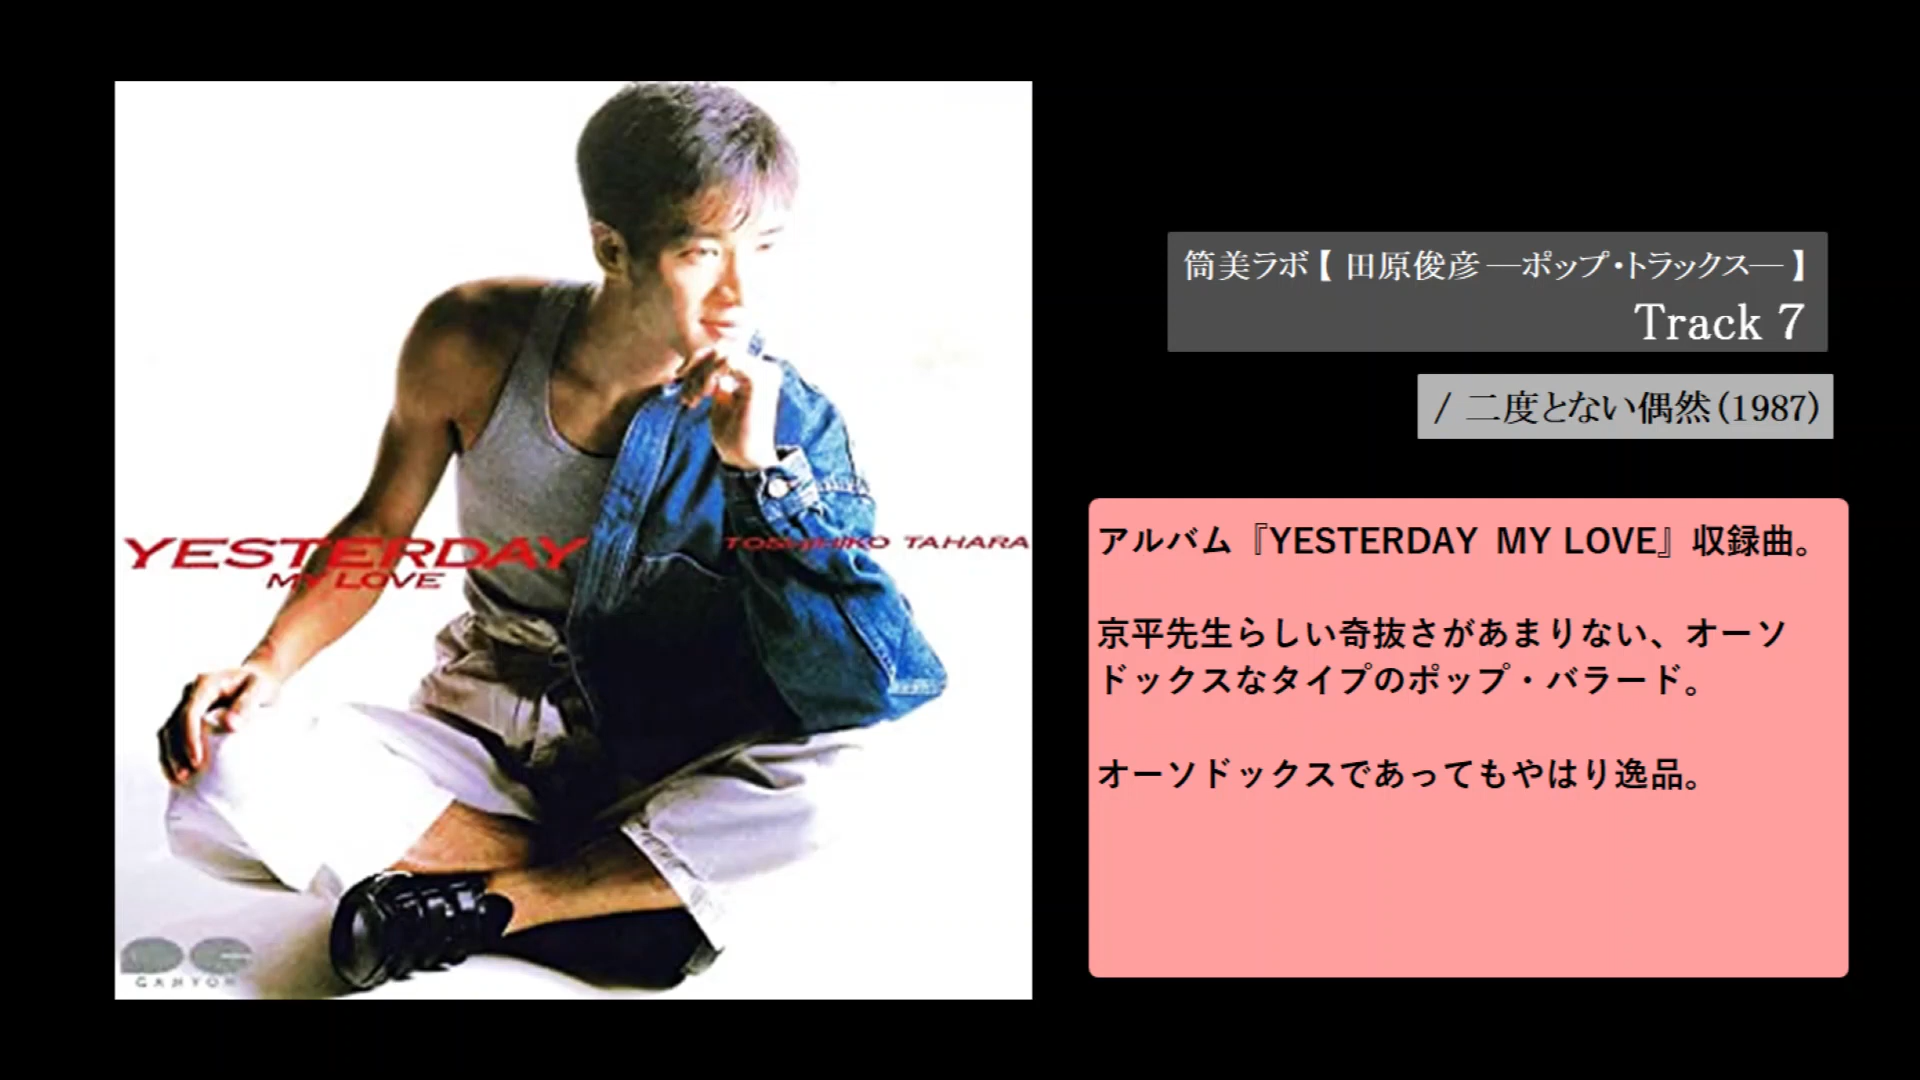 YESTERDAY
MY LOVE
TOSHIHIKO TAHARA
CANYON
筒美ラボ【 田原俊彦 ―ポップ・トラックス― 】
Track 7
/ 二度とない偶然(1987)
アルバム『YESTERDAY MY LOVE』収録曲。
京平先生らしい奇抜さがあまりない、オーソ
ドックスなタイプのポップ・バラード。
オーソドックスであってもやはり逸品。